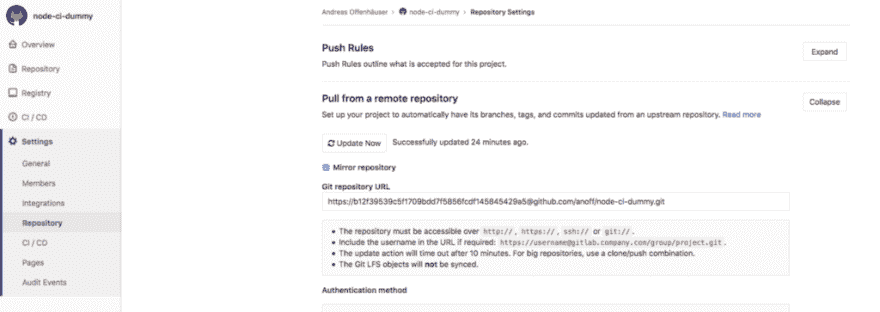 node-ci-dummy
Overview
Repository
Registry
CI / CD
Settings
General
Members
Integrations
Repository
CI / CD
Pages
Audit Events
Andreas Offenhäuser > node-ci-dummy > Repository Settings
Push Rules
Expand
Push Rules outline what is accepted for this project.
Pull from a remote repository
Collapse
Set up your project to automatically have its branches, tags, and commits updated from an upstream repository. Read more
Update Now Successfully updated 24 minutes ago.
Mirror repository
Git repository URL
https://b12f39539c5f1709bdd7f5856fcdf145845429a5@github.com/anoff/node-ci-dummy.git
The repository must be accessible over http://, https://, ssh:// or git://.
Include the username in the URL if required: https://username@gitlab.company.com/group/project.git.
The update action will time out after 10 minutes. For big repositories, use a clone/push combination.
The Git LFS objects will not be synced.
Authentication method